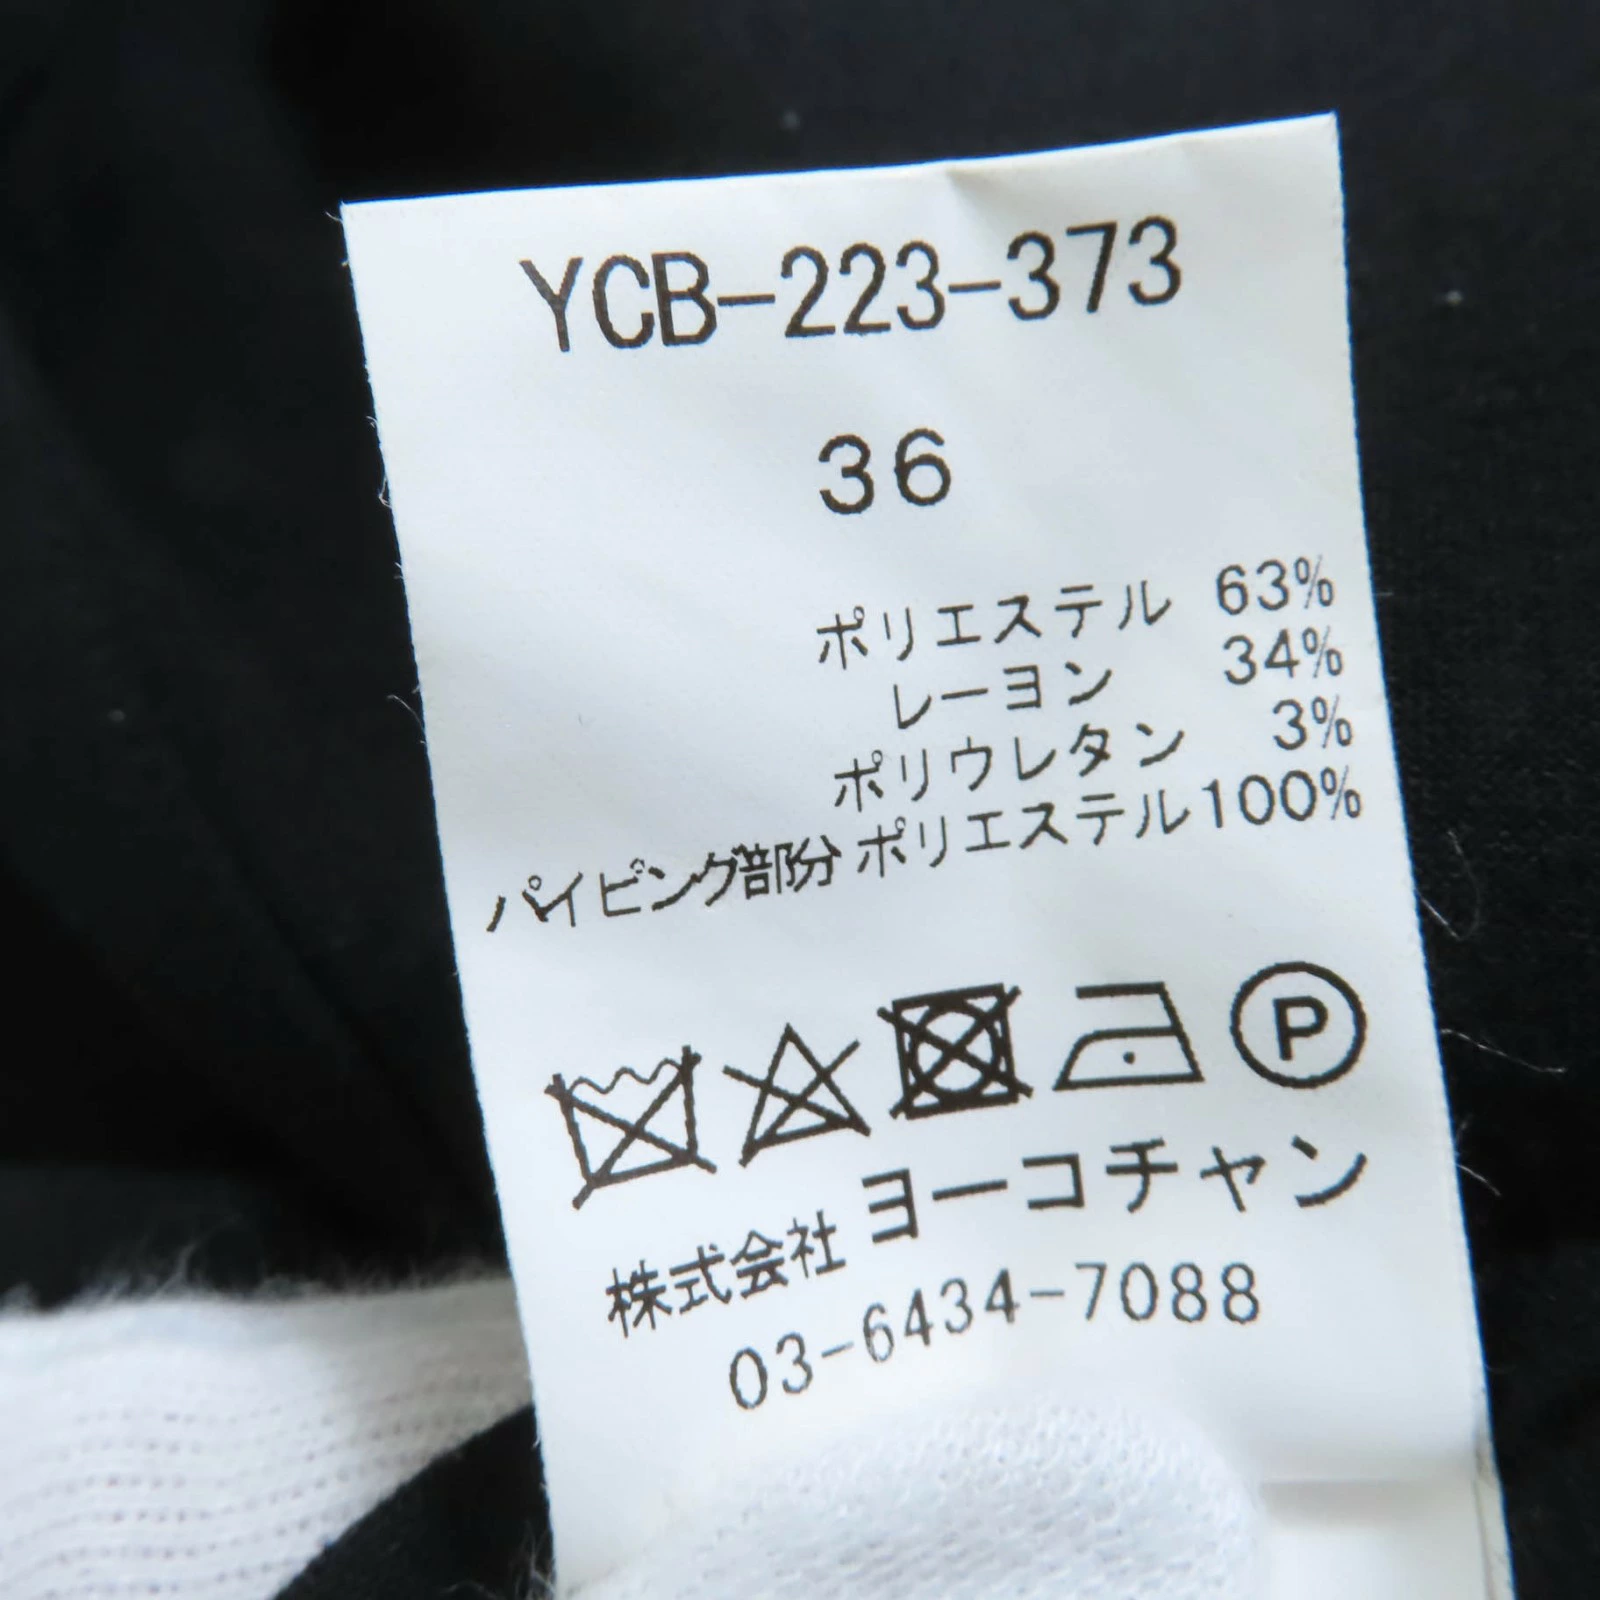 YCB-223-373
36
ポリエステル 63%
レーヨン 34%
ポリウレタン 3%
パイピング部分 ポリエステル100%
P
株式会社 ヨーコチャン
03-6434-7088